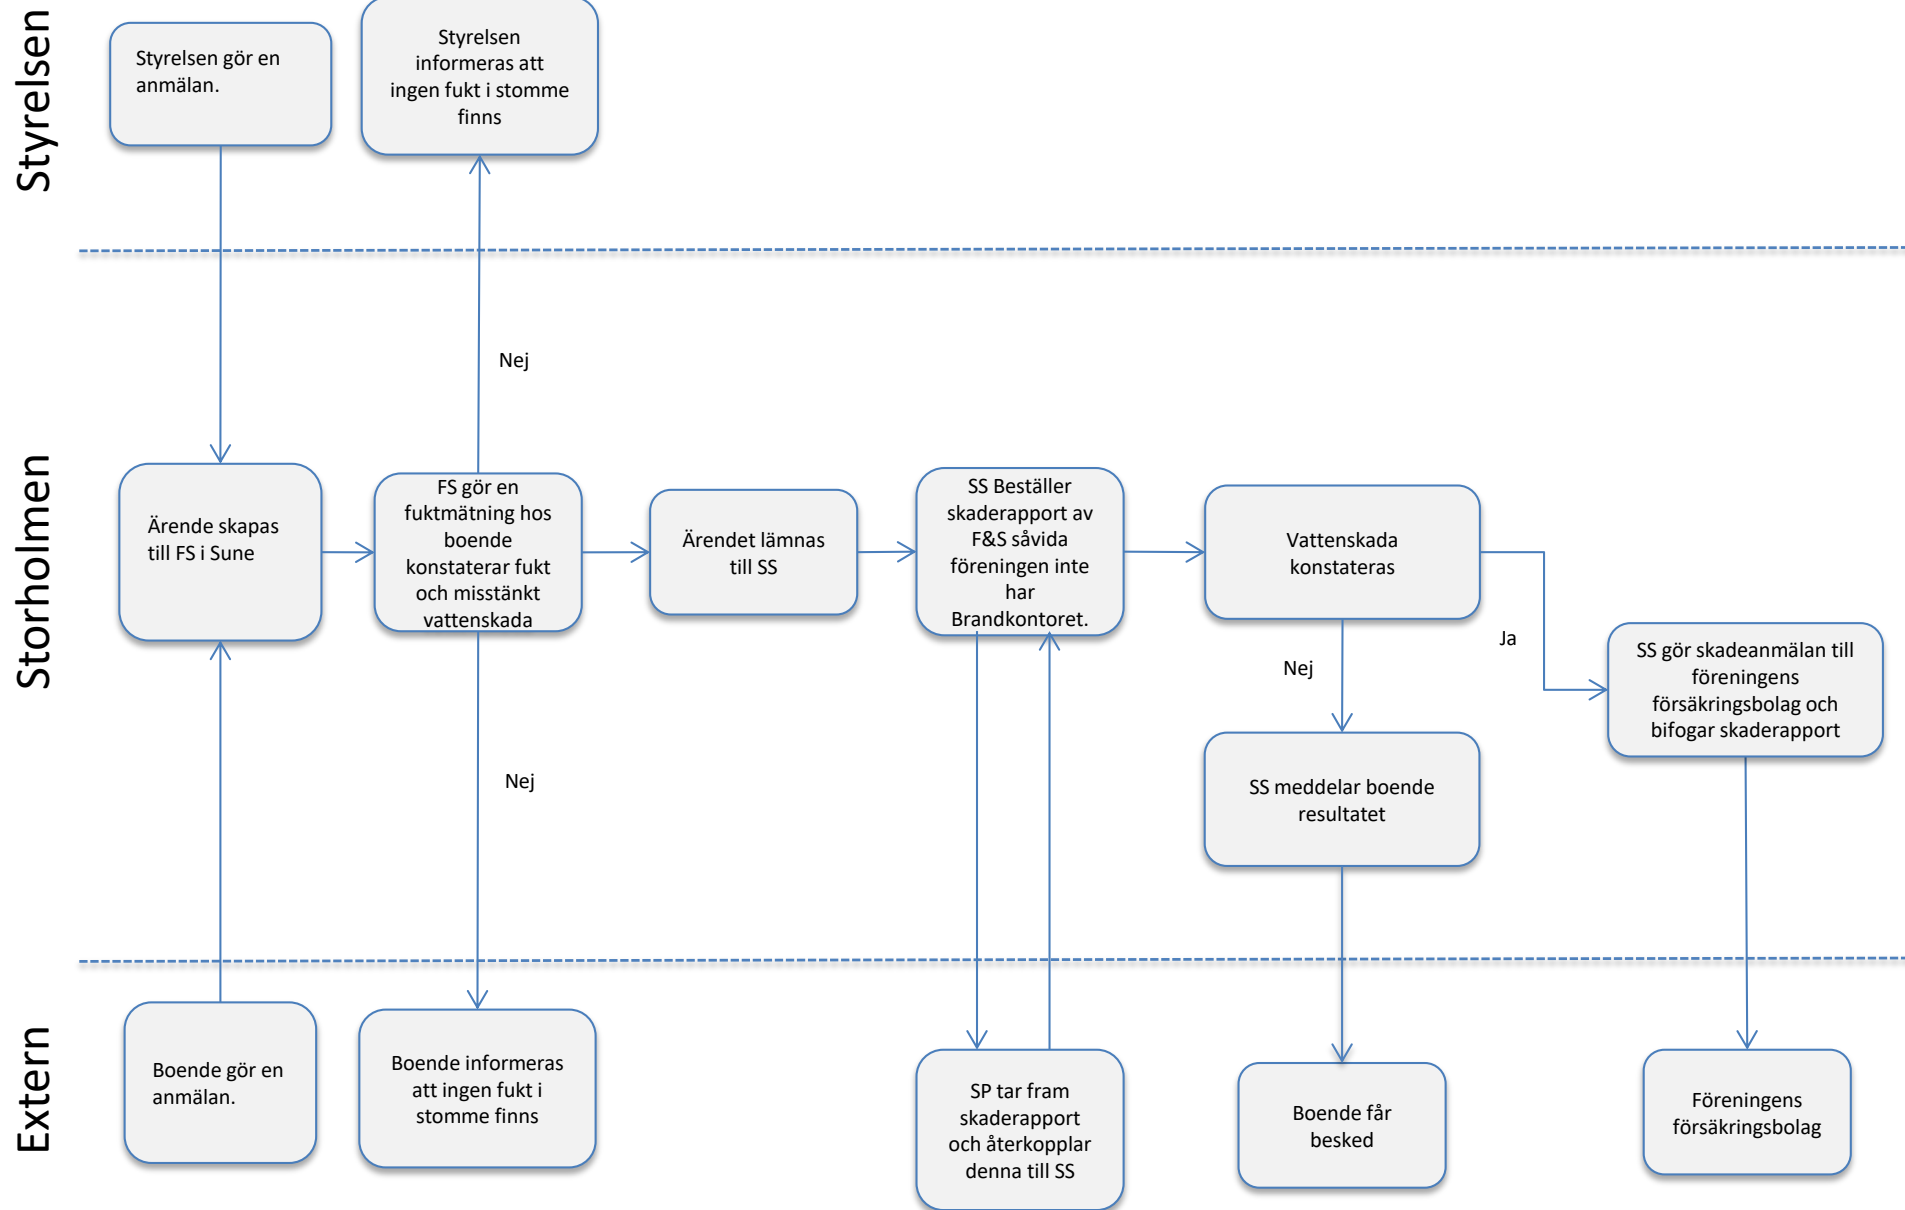 Styrelsen
Styrelsen gör en
anmälan.
Styrelsen
informeras att
ingen fukt i stomme
finns
Nej
Storholmen
Ärende skapas
till FS i Sune
FS gör en
fuktmätning hos
boende
konstaterar fukt
och misstänkt
vattenskada
Ärendet lämnas
till SS
SS Beställer
skaderapport av
F&S såvida
föreningen inte
har
Brandkontoret.
Vattenskada
konstateras
Ja
SS gör skadeanmälan till
föreningens
försäkringsbolag och
bifogar skaderapport
Nej
SS meddelar boende
resultatet
Nej
Extern
Boende gör en
anmälan.
Boende informeras
att ingen fukt i
stomme finns
SP tar fram
skaderapport
och återkopplar
denna till SS
Boende får
besked
Föreningens
försäkringsbolag